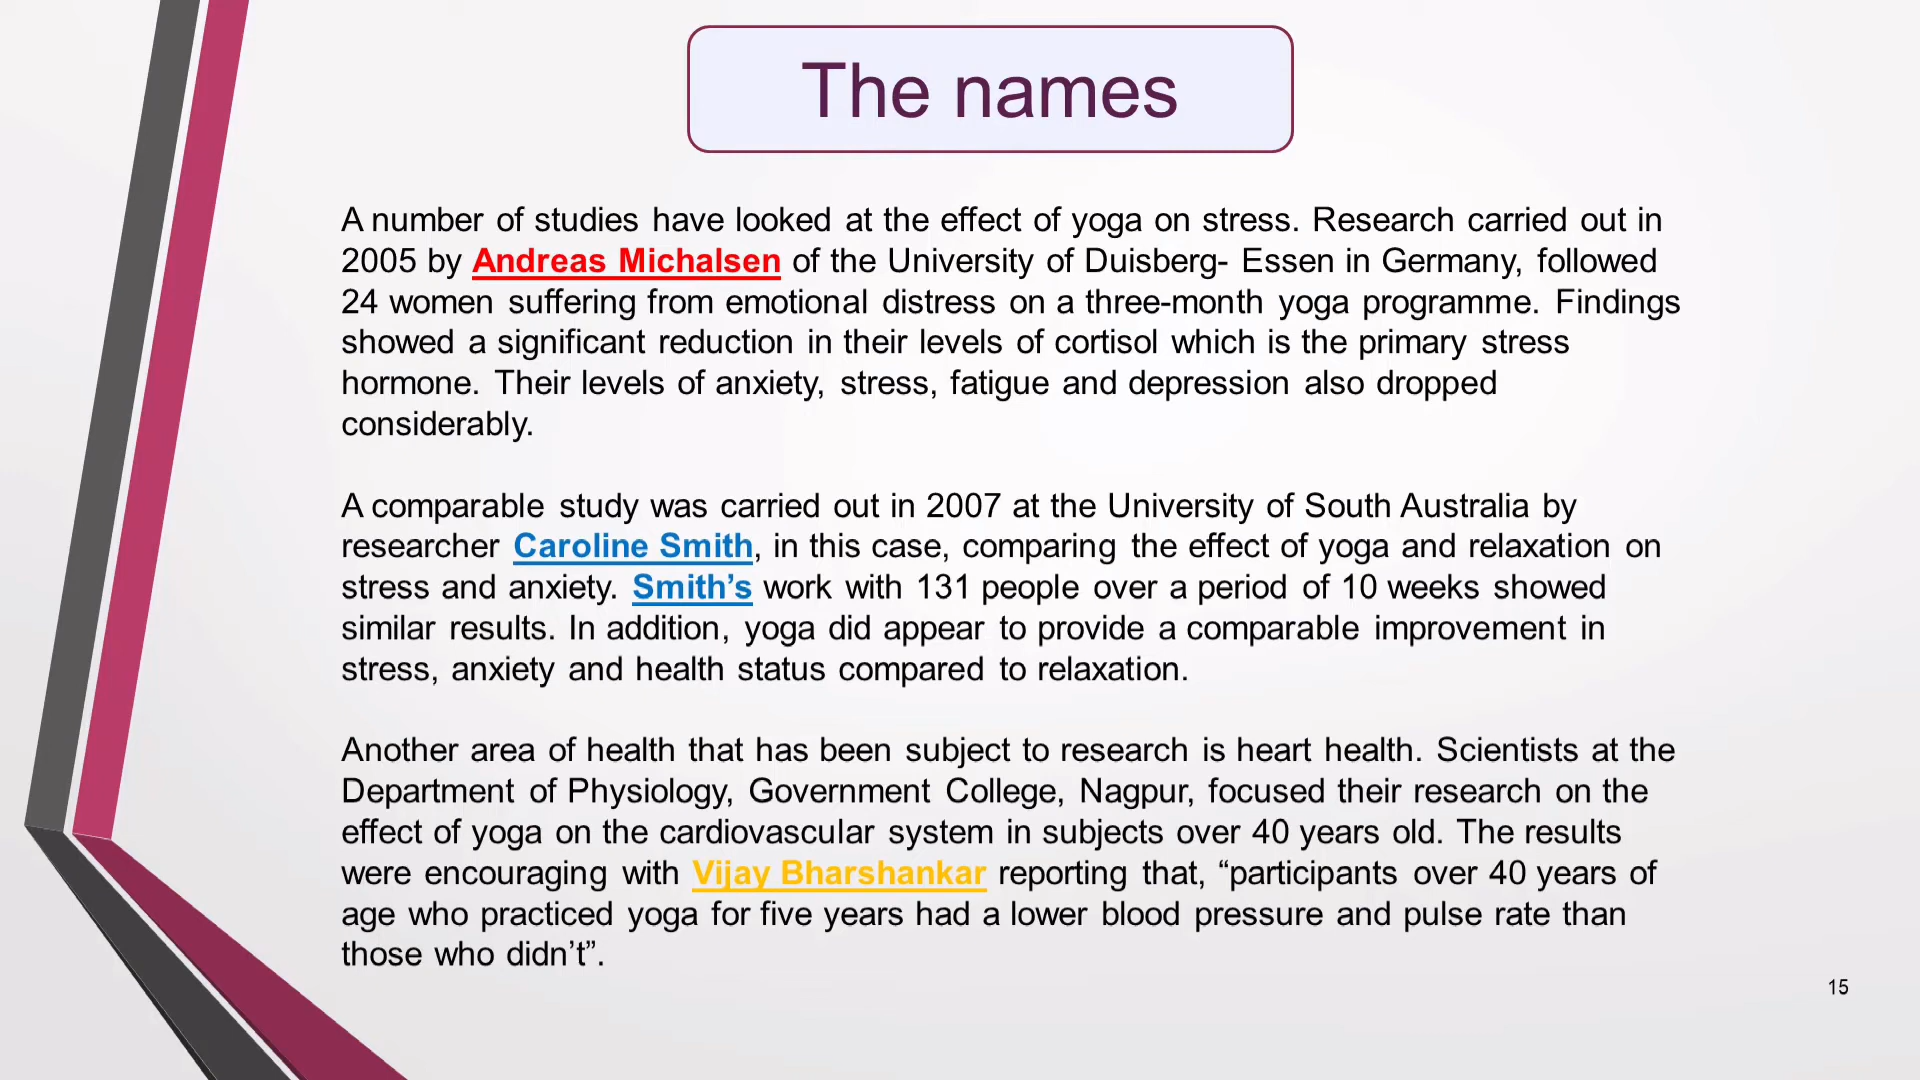 The names
A number of studies have looked at the effect of yoga on stress. Research carried out in
2005 by Andreas Michalsen of the University of Duisberg- Essen in Germany, followed
24 women suffering from emotional distress on a three-month yoga programme. Findings
showed a significant reduction in their levels of cortisol which is the primary stress
hormone. Their levels of anxiety, stress, fatigue and depression also dropped
considerably.
A comparable study was carried out in 2007 at the University of South Australia by
researcher Caroline Smith, in this case, comparing the effect of yoga and relaxation on
stress and anxiety. Smith’s work with 131 people over a period of 10 weeks showed
similar results. In addition, yoga did appear to provide a comparable improvement in
stress, anxiety and health status compared to relaxation.
Another area of health that has been subject to research is heart health. Scientists at the
Department of Physiology, Government College, Nagpur, focused their research on the
effect of yoga on the cardiovascular system in subjects over 40 years old. The results
were encouraging with Vijay Bharshankar reporting that, “participants over 40 years of
age who practiced yoga for five years had a lower blood pressure and pulse rate than
those who didn’t”.
15